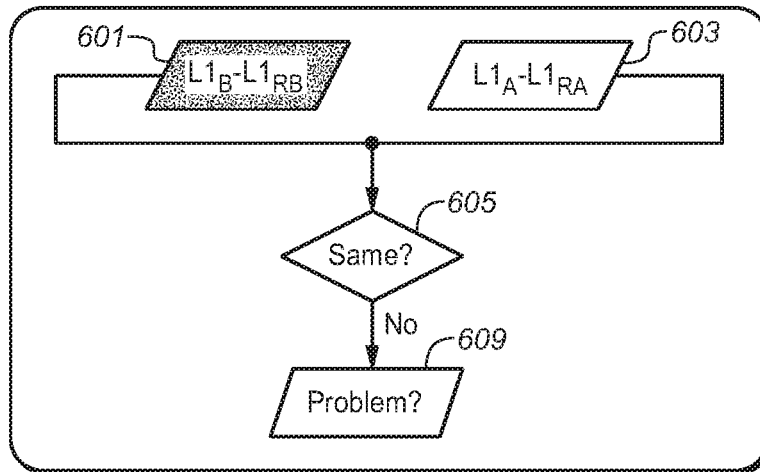 601
L1B-L1RB
603
L1A-L1RA
605
Same?
No
609
Problem?